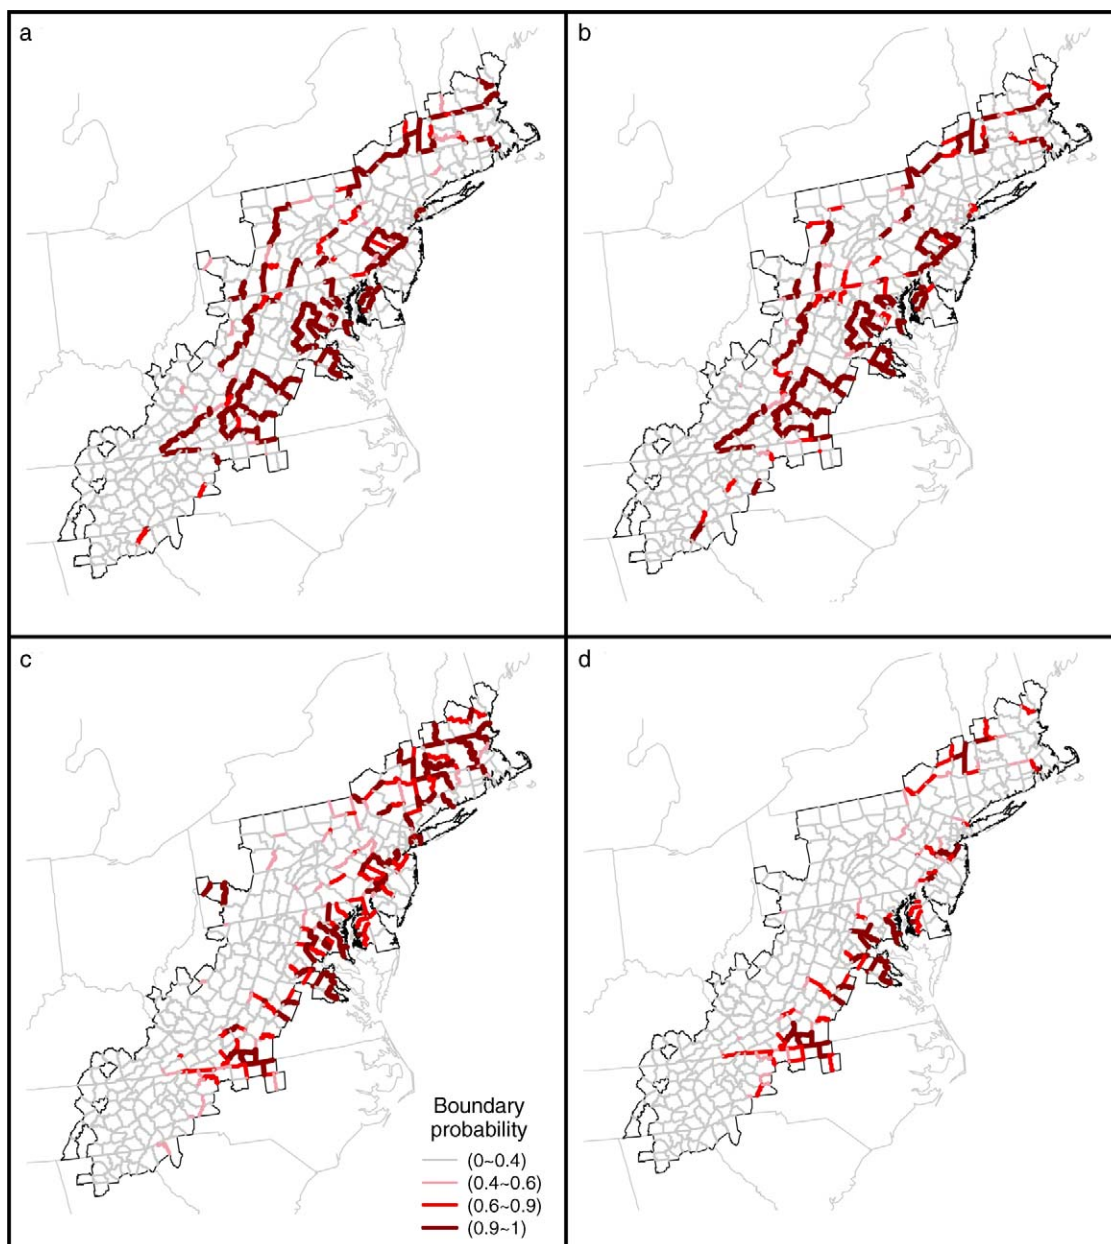 a
b
c
d
Boundary
probability
(0~0.4)
(0.4~0.6)
(0.6~0.9)
(0.9~1)